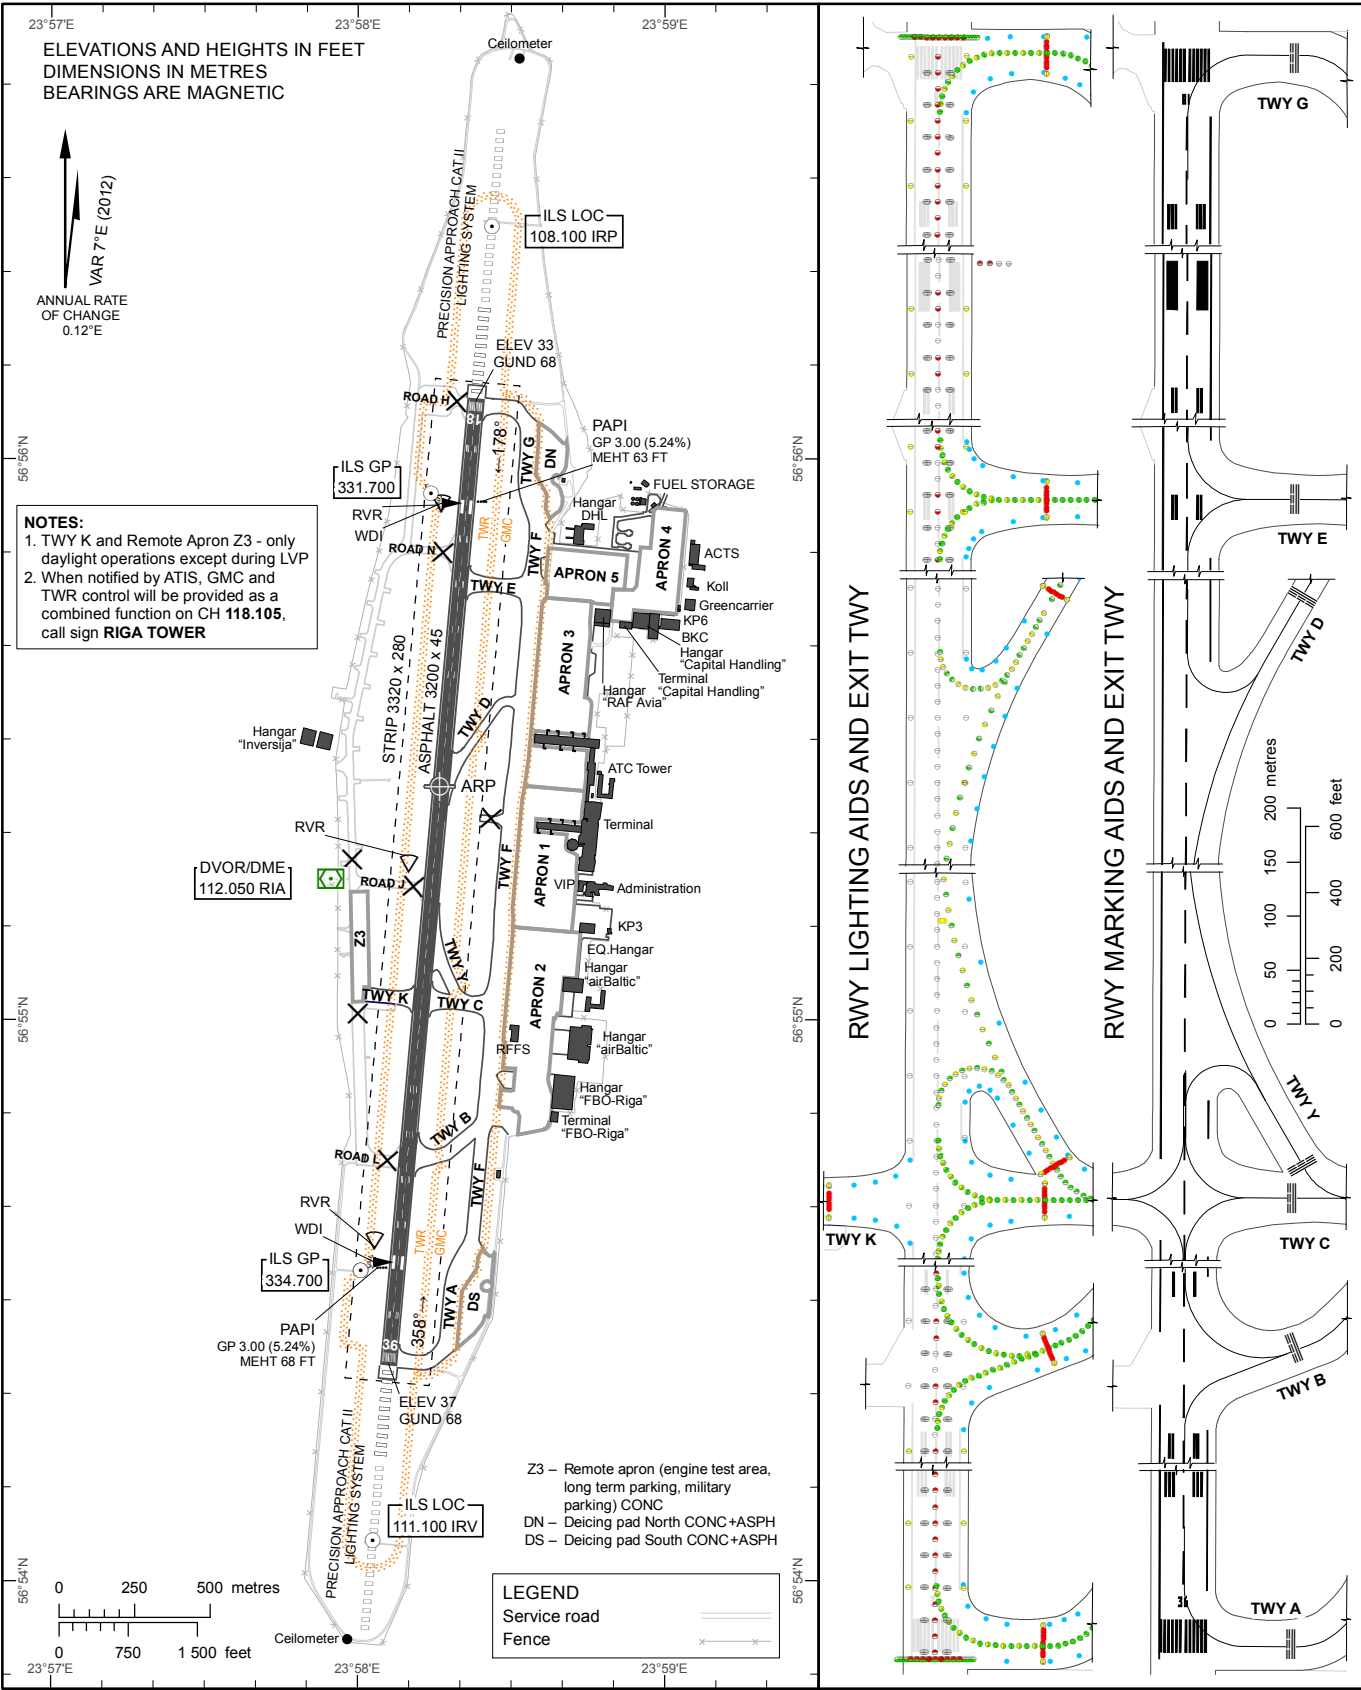 23°57'E
23°58'E
23°59'E
ELEVATIONS AND HEIGHTS IN FEET
DIMENSIONS IN METRES
BEARINGS ARE MAGNETIC
Ceilometer
VAR 7°E (2012)
ANNUAL RATE
OF CHANGE
0.12°E
PRECISION APPROACH CAT II
LIGHTING SYSTEM
ILS LOC
108.100 IRP
ELEV 33
GUND 68
ROAD H
18
←178°
TWY G
DN
PAPI
GP 3.00 (5.24%)
MEHT 63 FT
56°56'N
56°56'N
ILS GP
331.700
RVR
WDI
FUEL STORAGE
Hangar
DHL
TWR
GMC
TWY F
APRON 4
ACTS
ROAD N
TWY E
APRON 5
Koll
Greencarrier
KP6
BKC
Hangar
"Capital Handling"
Terminal
"Capital Handling"
Hangar
"RAF Avia"
APRON 3
NOTES:
1. TWY K and Remote Apron Z3 - only
daylight operations except during LVP
2. When notified by ATIS, GMC and
TWR control will be provided as a
combined function on CH 118.105,
call sign RIGA TOWER
STRIP 3320 x 280
ASPHALT 3200 x 45
TWY D
Hangar
"Inversija"
ARP
ATC Tower
RVR
Terminal
TWY F
APRON 1
DVOR/DME
112.050 RIA
ROAD J
VIP
Administration
Z3
KP3
TWY Y
EQ.Hangar
Hangar
"airBaltic"
TWY K
TWY C
APRON 2
56°55'N
56°55'N
RFFS
Hangar
"airBaltic"
Hangar
"FBO-Riga"
Terminal
"FBO-Riga"
TWY B
ROAD L
TWY F
RVR
WDI
TWR
GMC
ILS GP
334.700
TWY A
DS
358°→
PAPI
GP 3.00 (5.24%)
MEHT 68 FT
36
ELEV 37
GUND 68
PRECISION APPROACH CAT II
LIGHTING SYSTEM
ILS LOC
111.100 IRV
Z3 – Remote apron (engine test area,
long term parking, military
parking) CONC
DN – Deicing pad North CONC+ASPH
DS – Deicing pad South CONC+ASPH
56°54'N
56°54'N
0 250 500 metres
0 750 1 500 feet
Ceilometer
LEGEND
Service road
Fence
23°57'E
23°58'E
23°59'E
RWY LIGHTING AIDS AND EXIT TWY
TWY K
RWY MARKING AIDS AND EXIT TWY
18
TWY G
TWY E
TWY D
0 50 100 150 200 metres
0 200 400 600 feet
TWY Y
TWY C
TWY B
36
TWY A